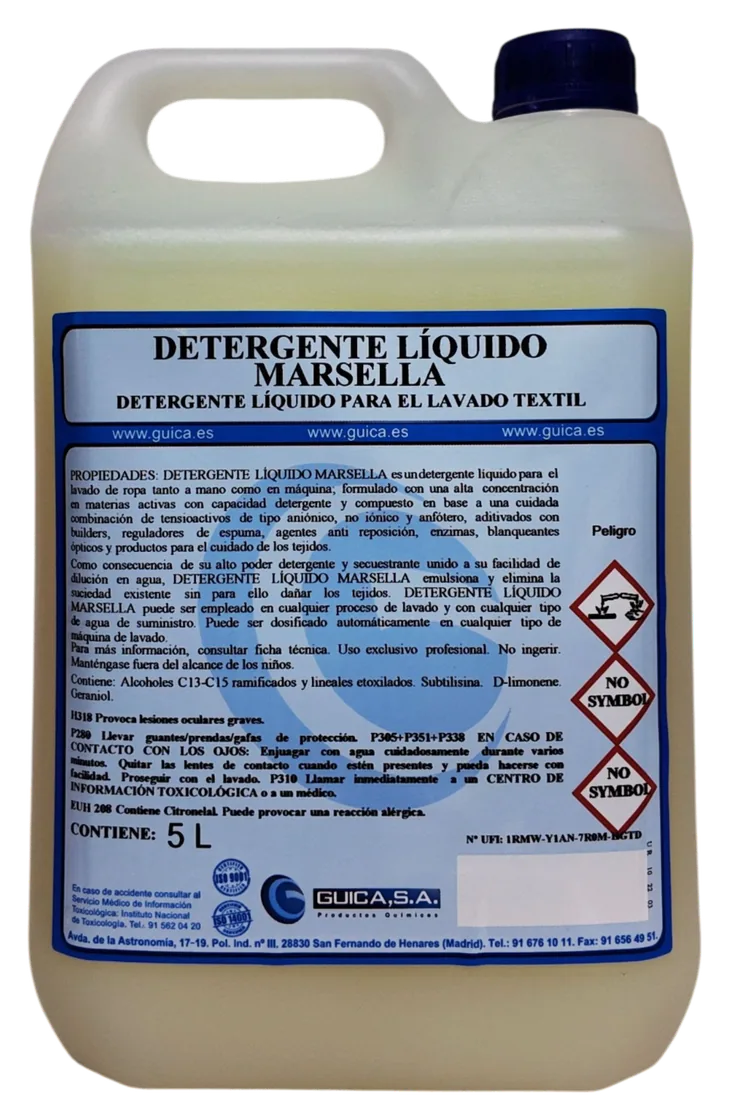 DETERGENTE LÍQUIDO
MARSELLA
DETERGENTE LÍQUIDO PARA EL LAVADO TEXTIL
www.guica.es www.guica.es www.guica.es
PROPIEDADES: DETERGENTE LÍQUIDO MARSELLA es un detergente líquido para el
lavado de ropa tanto a mano como en máquina, formulado con una alta concentración
en materias activas con capacidad detergente y compuesto en base a una cuidada
combinación de tensioactivos de tipo aniónico, no iónico y anfótero, aditivados con
builders, reguladores de espuma, agentes anti reposición, enzimas, blanqueantes
ópticos y productos para el cuidado de los tejidos.
Como consecuencia de su alto poder detergente y secuestrante unido a su facilidad de
dilución en agua, DETERGENTE LÍQUIDO MARSELLA emulsiona y elimina la
suciedad existente sin para ello dañar los tejidos. DETERGENTE LÍQUIDO
MARSELLA puede ser empleado en cualquier proceso de lavado y con cualquier tipo
de agua de suministro. Puede ser dosificado automáticamente en cualquier tipo de
máquina de lavado.
Para más información, consultar ficha técnica. Uso exclusivo profesional. No ingerir.
Manténgase fuera del alcance de los niños.
Contiene: Alcoholes C13-C15 ramificados y lineales etoxilados. Subtilisina. D-limonene.
Geraniol.
H318 Provoca lesiones oculares graves.
P280 Llevar guantes/prendas/gafas de protección. P305+P351+P338 EN CASO DE
CONTACTO CON LOS OJOS: Enjuagar con agua cuidadosamente durante varios
minutos. Quitar las lentes de contacto cuando estén presentes y pueda hacerse con
facilidad. Proseguir con el lavado. P310 Llamar inmediatamente a un CENTRO DE
INFORMACIÓN TOXICOLÓGICA o a un médico.
EUH 208 Contiene Citronelal. Puede provocar una reacción alérgica.
CONTIENE: 5 L
Peligro
NO
SYMBOL
NO
SYMBOL
Nº UFI: 1RMW-Y1AN-7R0M-HGTD
En caso de accidente consultar al
Servicio Médico de Información
Toxicológica: Instituto Nacional
de Toxicología. Tel.: 91 562 04 20
ISO 9001
ISO 14001
GUICA, S.A.
Productos Químicos
Avda. de la Astronomía, 17-19. Pol. Ind. nº III. 28830 San Fernando de Henares (Madrid). Tel.: 91 676 10 11. Fax: 91 656 49 51.